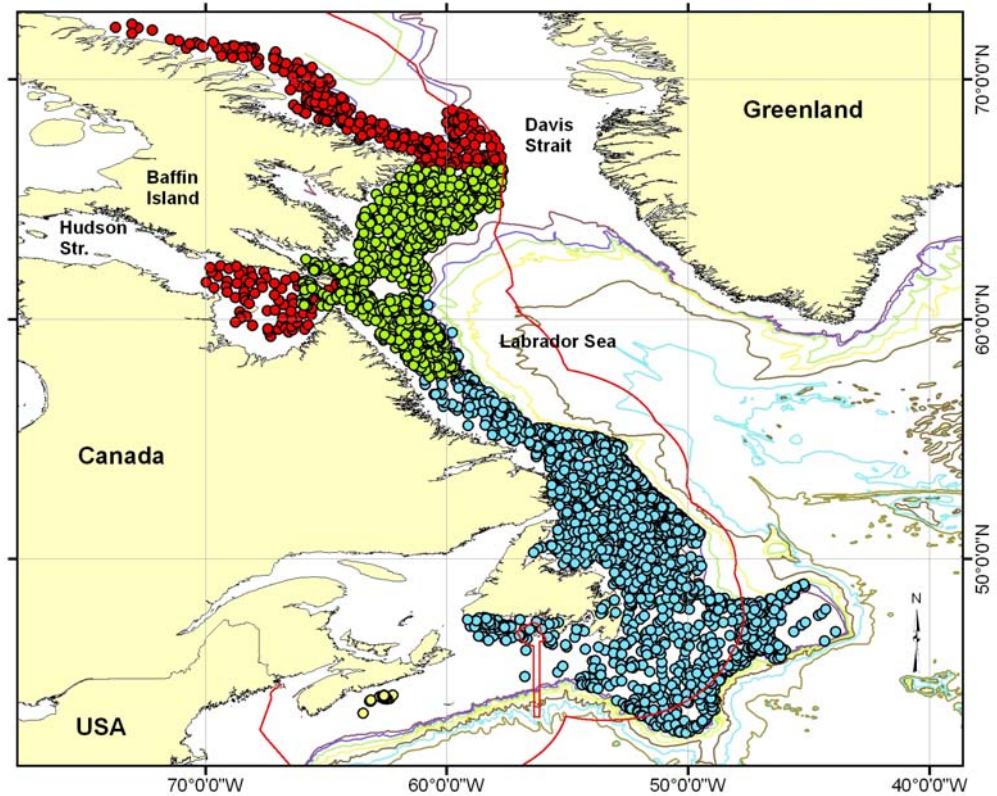 Greenland
Davis
Strait
Baffin
Island
Hudson
Str.
Labrador Sea
Canada
USA
N
70°0'0"N
60°0'0"N
50°0'0"N
70°0'0"W
60°0'0"W
50°0'0"W
40°0'0"W